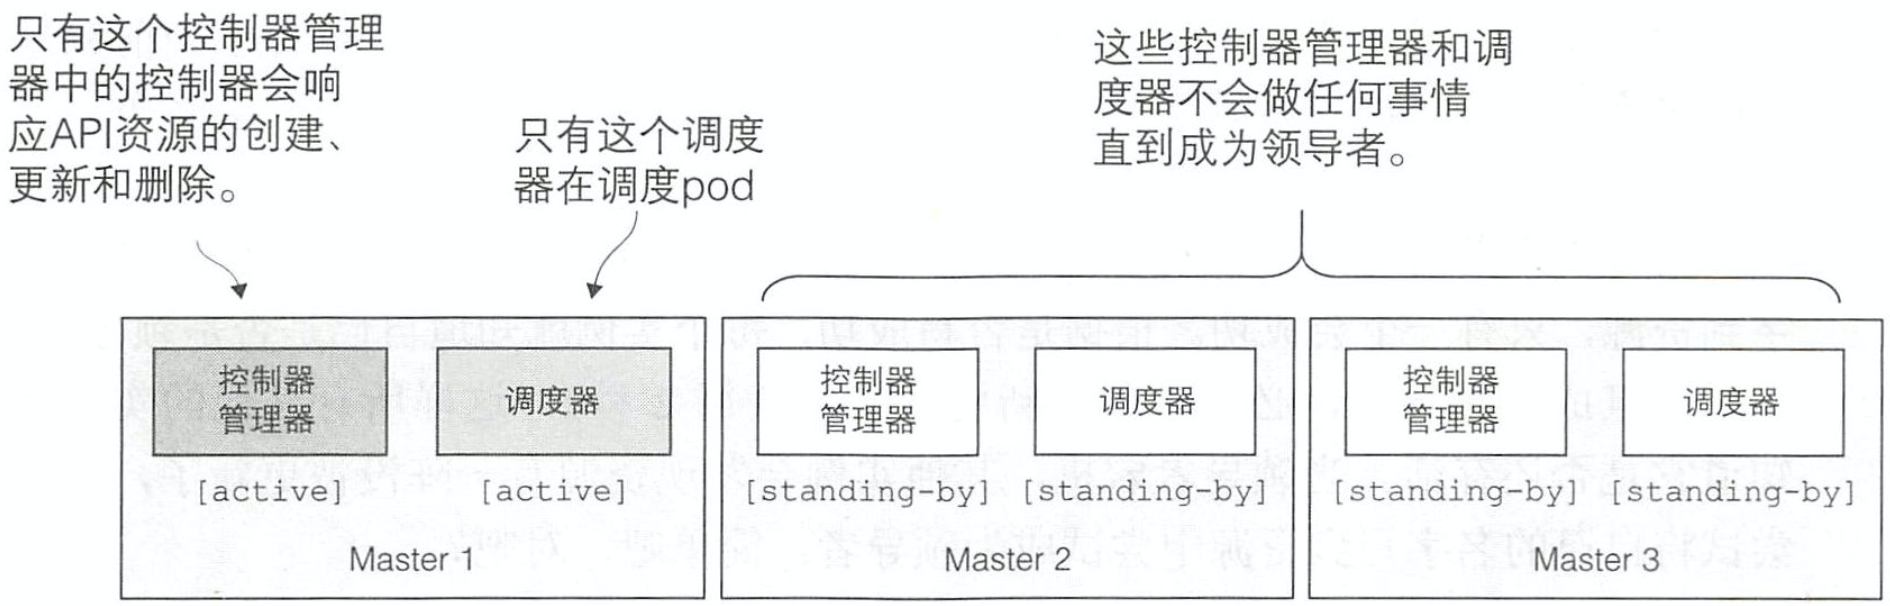 只有这个控制器管理
器中的控制器会响
应API资源的创建、
更新和删除。
只有这个调度
器在调度pod
这些控制器管理器和调
度器不会做任何事情
直到成为领导者。
控制器
管理器
[active]
调度器
[active]
Master 1
控制器
管理器
[standing-by]
调度器
[standing-by]
Master 2
控制器
管理器
[standing-by]
调度器
[standing-by]
Master 3